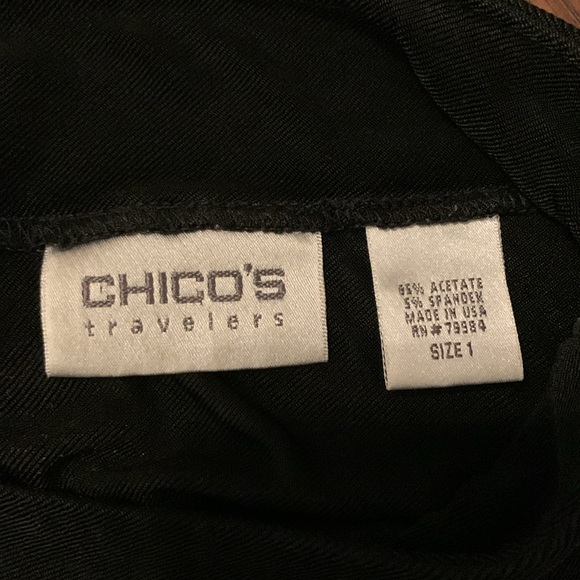 CHICO'S
travelers
95% ACETATE
5% SPANDEX
MADE IN USA
RN#79984
SIZE 1